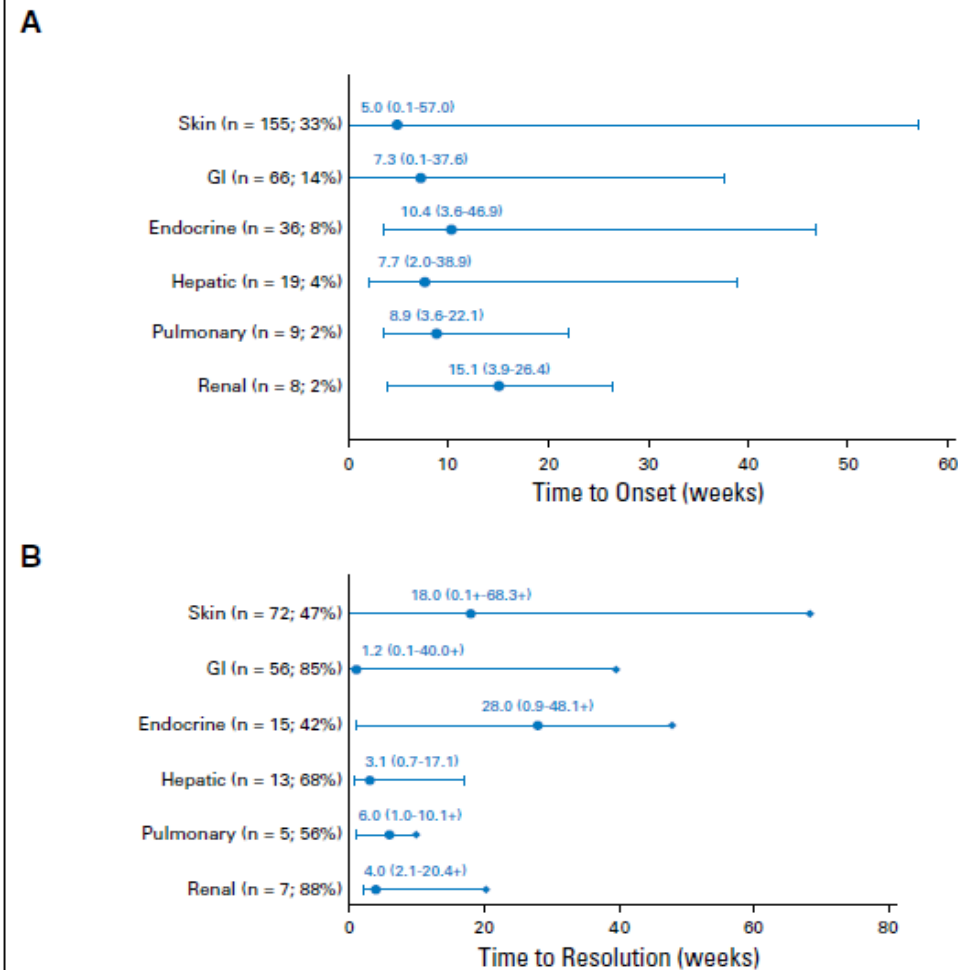 A
5.0 (0.1-57.0)
Skin (n = 155; 33%)
7.3 (0.1-37.6)
GI (n = 66; 14%)
10.4 (3.6-46.9)
Endocrine (n = 36; 8%)
7.7 (2.0-38.9)
Hepatic (n = 19; 4%)
8.9 (3.6-22.1)
Pulmonary (n = 9; 2%)
15.1 (3.9-26.4)
Renal (n = 8; 2%)
0 10 20 30 40 50 60
Time to Onset (weeks)
B
18.0 (0.1+-68.3+)
Skin (n = 72; 47%)
1.2 (0.1-40.0+)
GI (n = 56; 85%)
28.0 (0.9-48.1+)
Endocrine (n = 15; 42%)
3.1 (0.7-17.1)
Hepatic (n = 13; 68%)
6.0 (1.0-10.1+)
Pulmonary (n = 5; 56%)
4.0 (2.1-20.4+)
Renal (n = 7; 88%)
0 20 40 60 80
Time to Resolution (weeks)